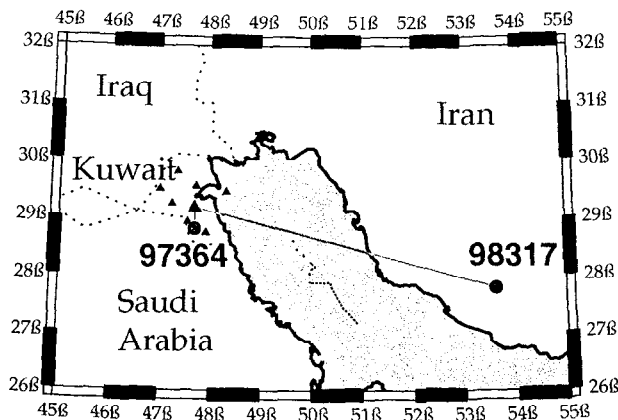 45ß 46ß 47ß 48ß 49ß 50ß 51ß 52ß 53ß 54ß 55ß
32ß 32ß
31ß 31ß
30ß 30ß
29ß 29ß
28ß 28ß
27ß 27ß
26ß 26ß
Iraq
Iran
Kuwait
97364
98317
Saudi
Arabia
45ß 46ß 47ß 48ß 49ß 50ß 51ß 52ß 53ß 54ß 55ß